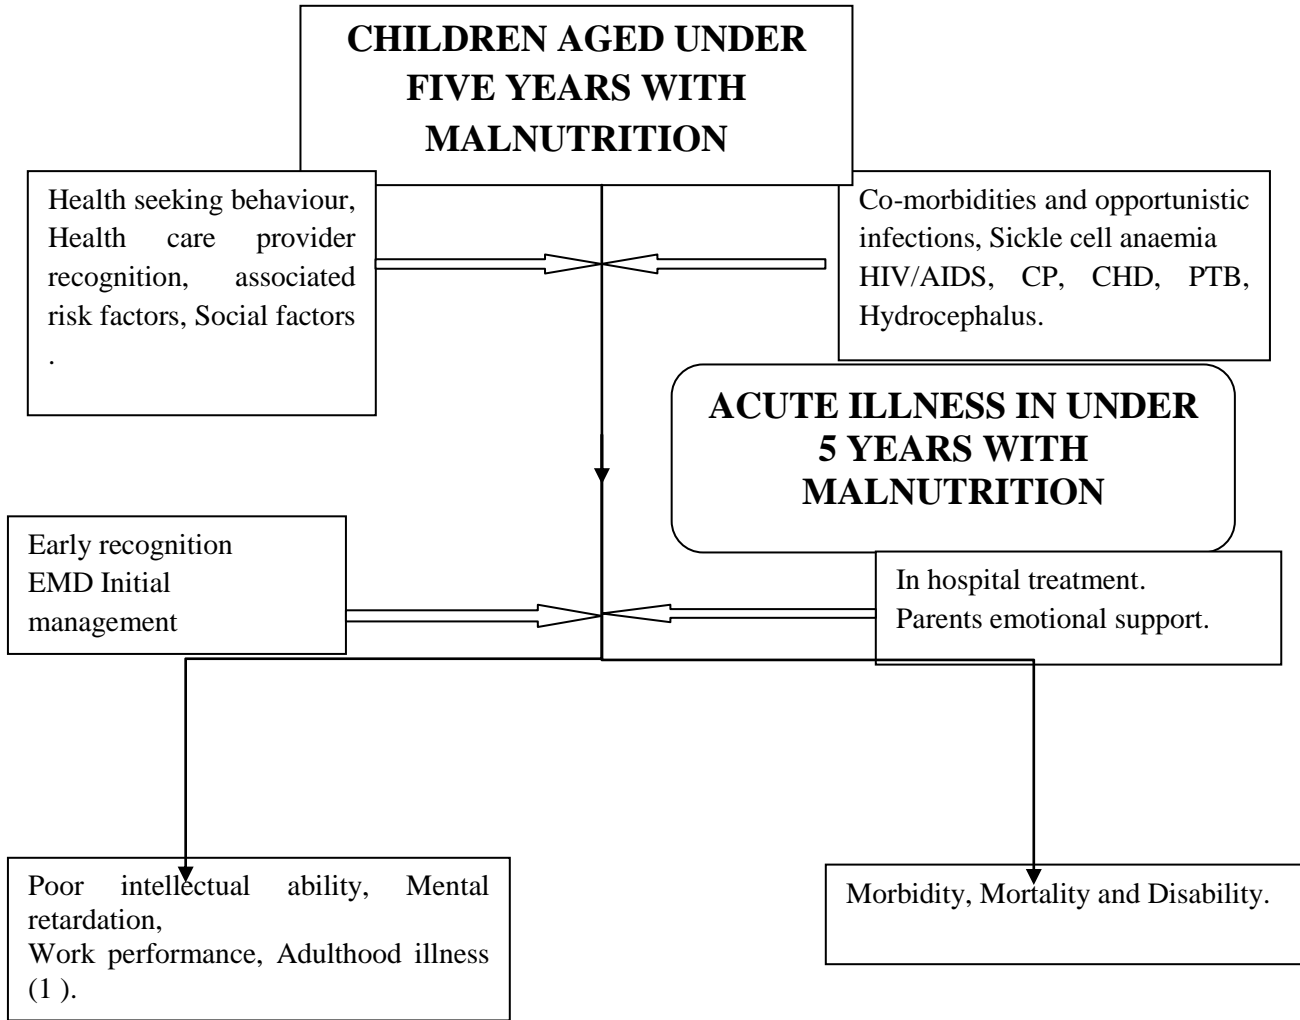 CHILDREN AGED UNDER
FIVE YEARS WITH
MALNUTRITION
Health seeking behaviour,
Health care provider
recognition, associated
risk factors, Social factors
.
Co-morbidities and opportunistic
infections, Sickle cell anaemia
HIV/AIDS, CP, CHD, PTB,
Hydrocephalus.
ACUTE ILLNESS IN UNDER
5 YEARS WITH
MALNUTRITION
Early recognition
EMD Initial
management
In hospital treatment.
Parents emotional support.
Poor intellectual ability, Mental
retardation,
Work performance, Adulthood illness
(1 ).
Morbidity, Mortality and Disability.